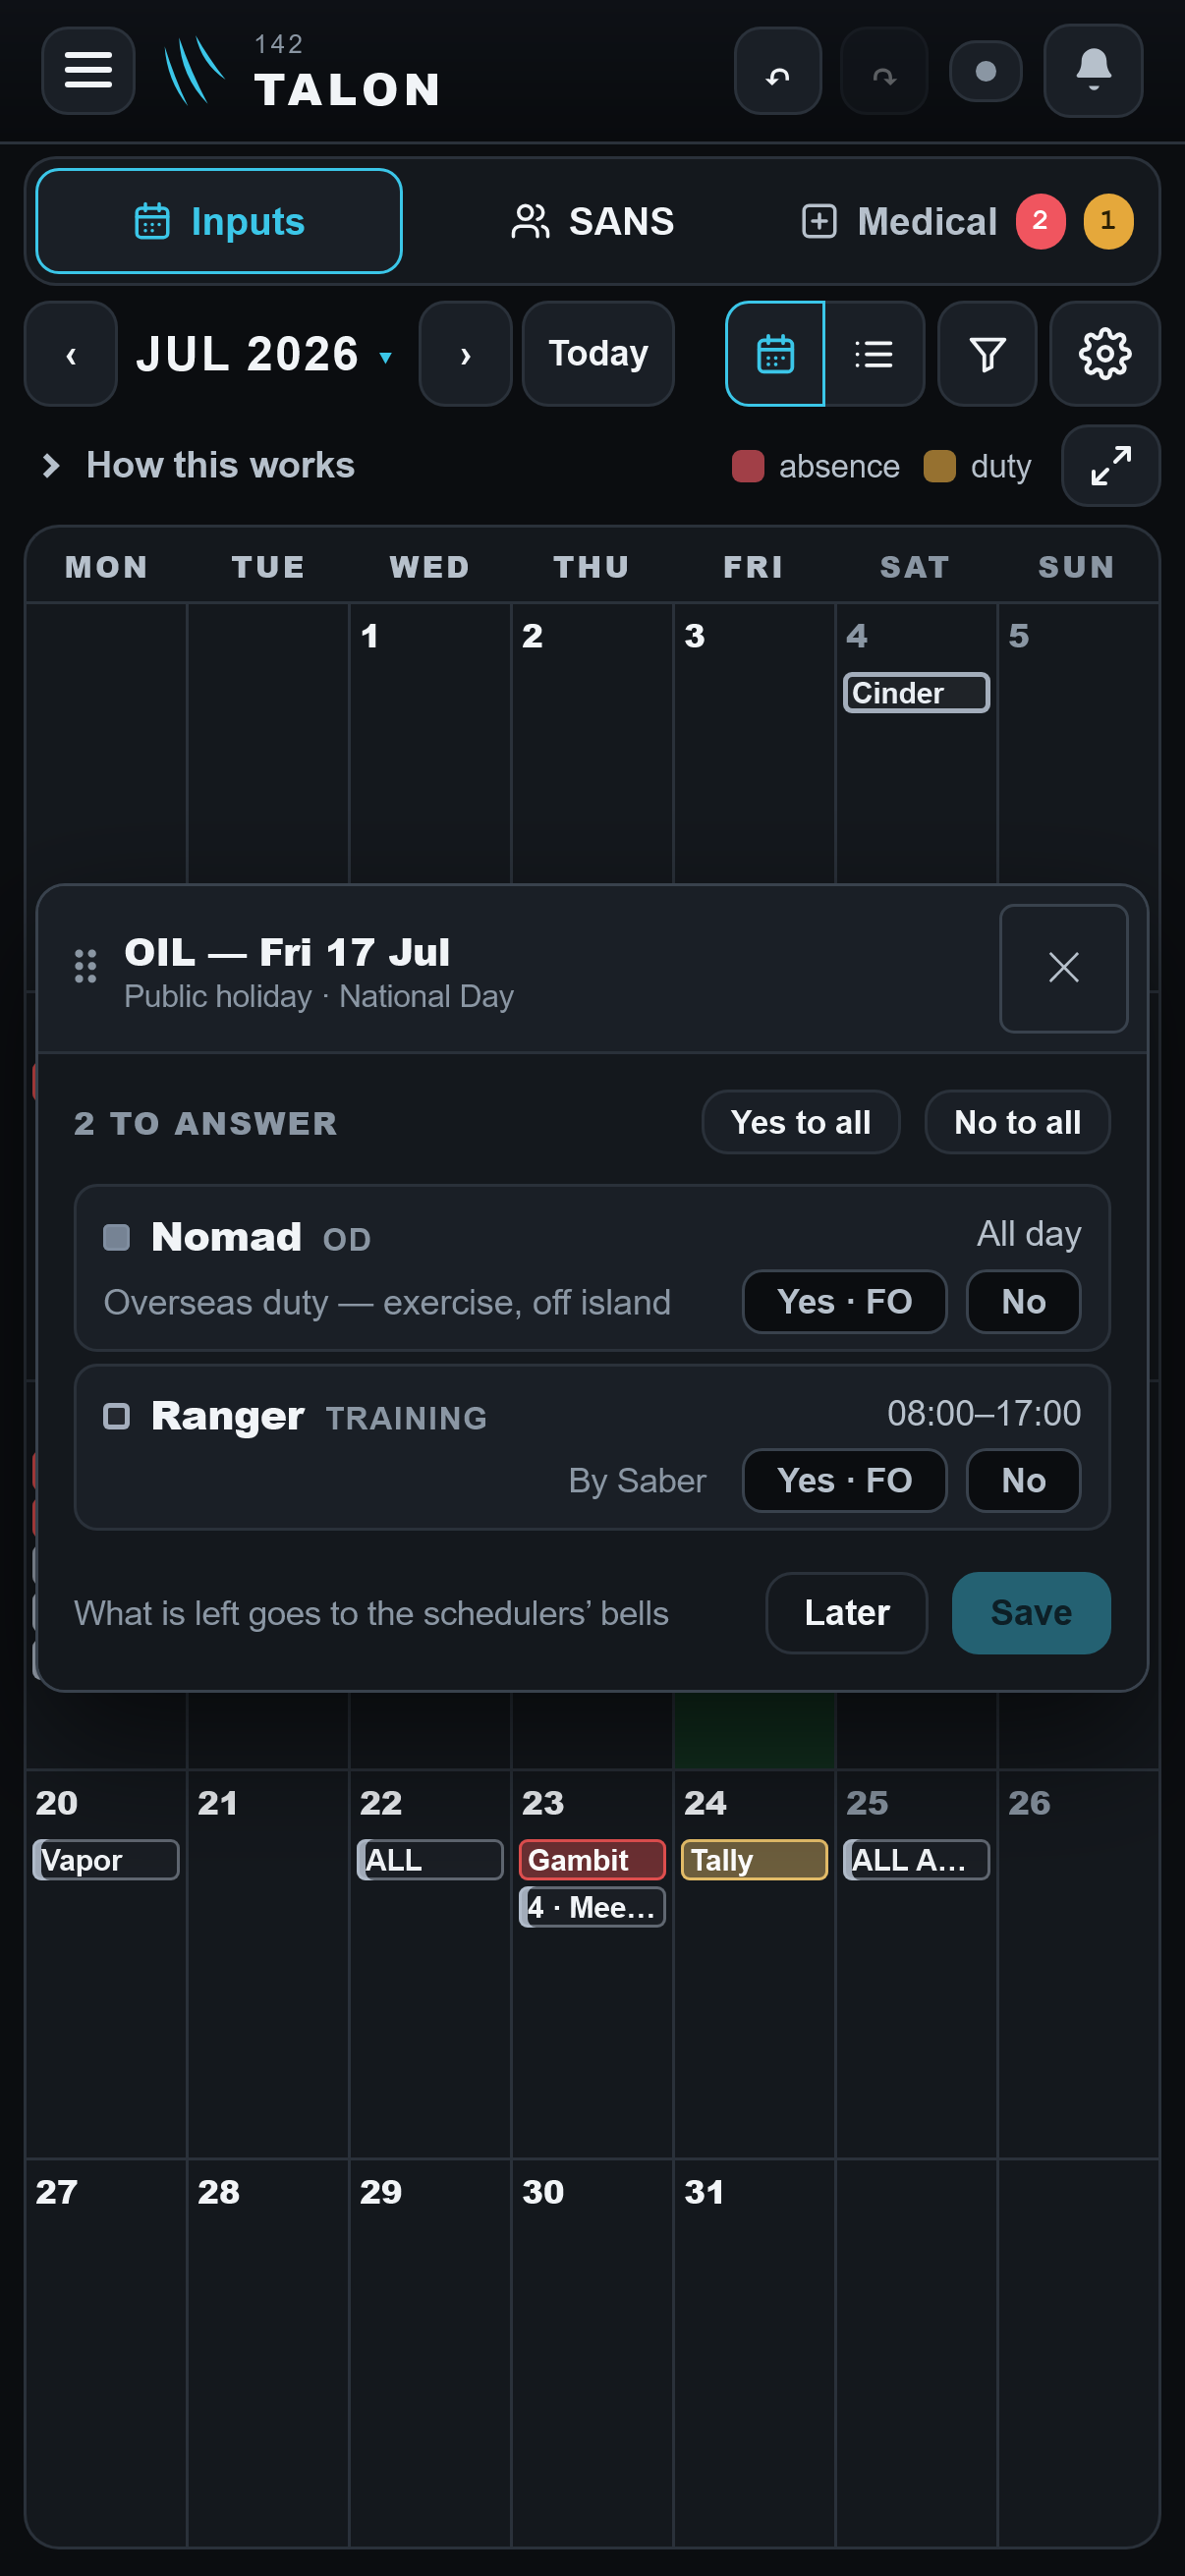 142
TALON
Inputs
SANS
Medical 2 1
‹ JUL 2026 ▾ › Today
How this works
absence duty
MON TUE WED THU FRI SAT SUN
1 2 3 4 5
Cinder
OIL — Fri 17 Jul
Public holiday · National Day
2 TO ANSWER
Yes to all No to all
Nomad OD All day
Overseas duty — exercise, off island Yes · FO No
Ranger TRAINING 08:00–17:00
By Saber Yes · FO No
What is left goes to the schedulers’ bells Later Save
20 21 22 23 24 25 26
Vapor ALL Gambit Tally ALL A…
4 · Mee…
27 28 29 30 31